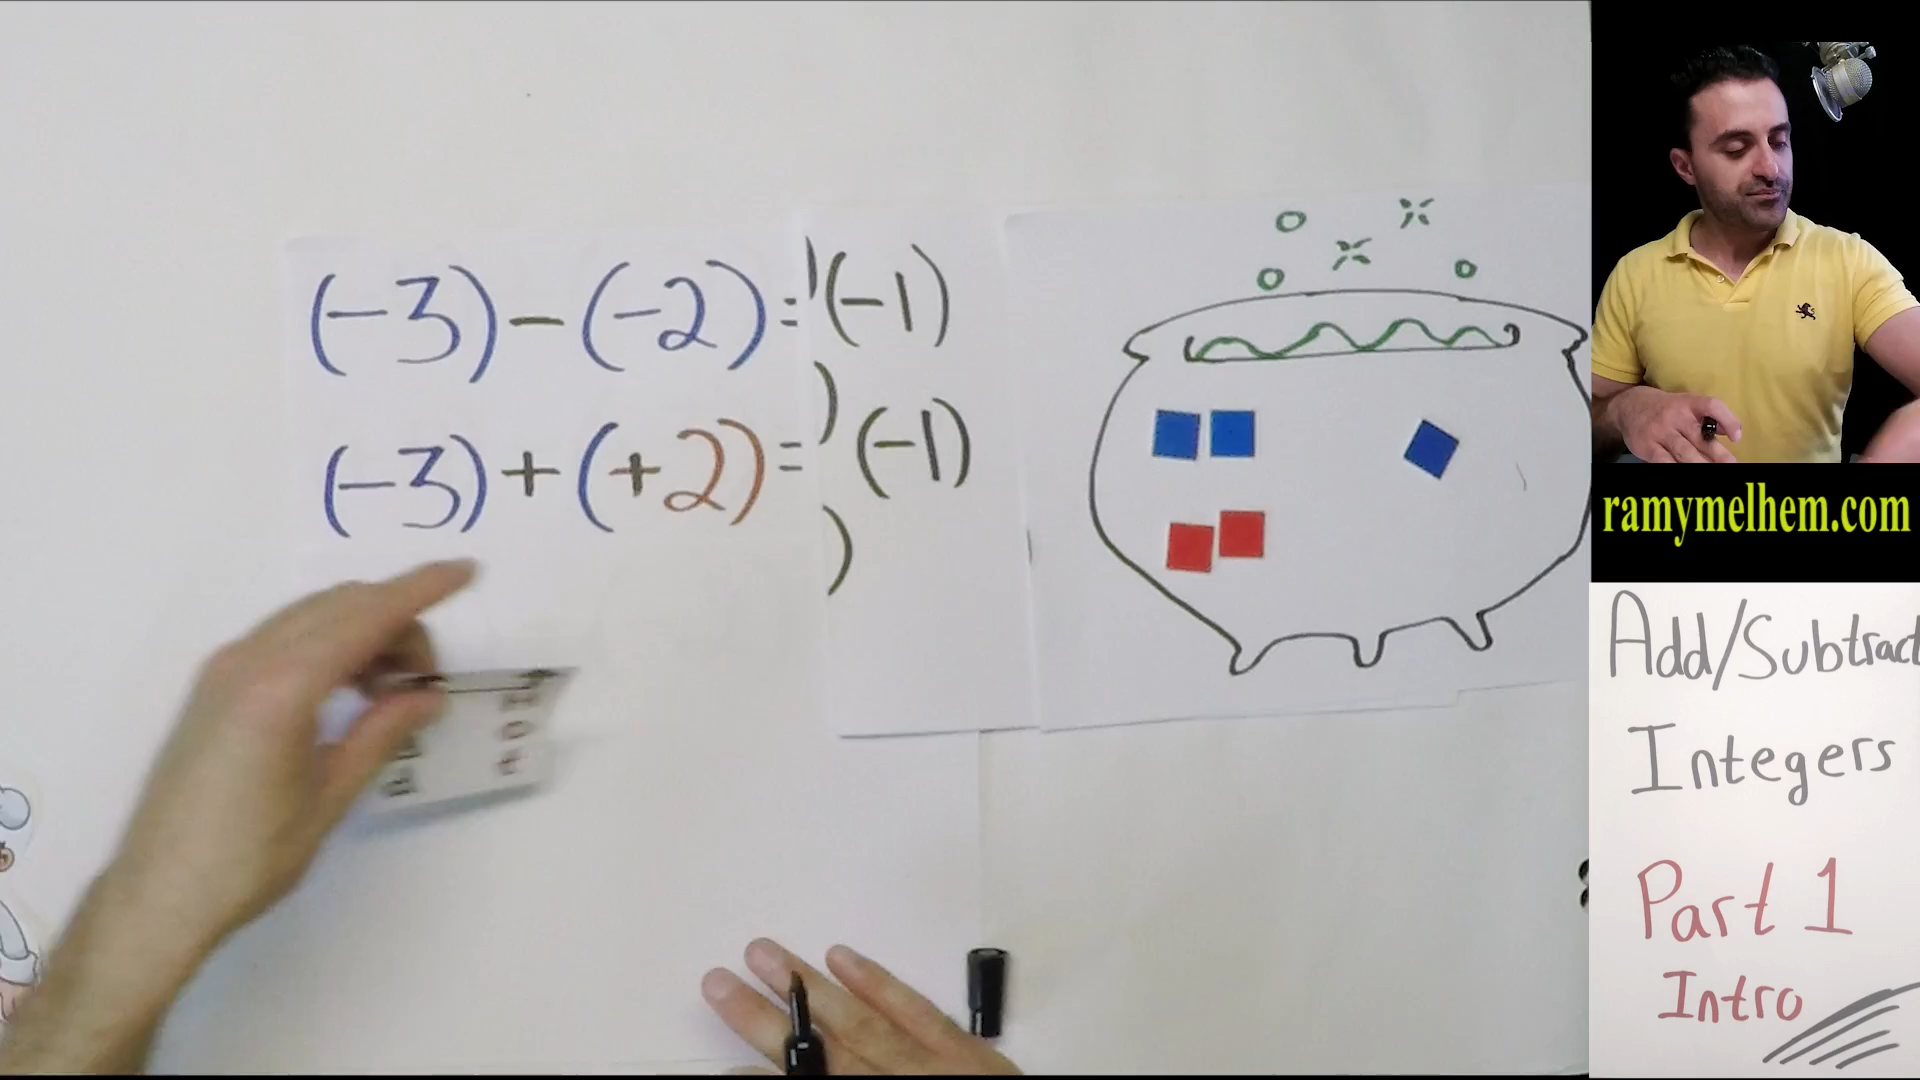 (-3)-(-2)=(-1)
(-3)+(+2)=(-1)
ramymelhem.com
Add/Subtract
Integers
Part 1
Intro